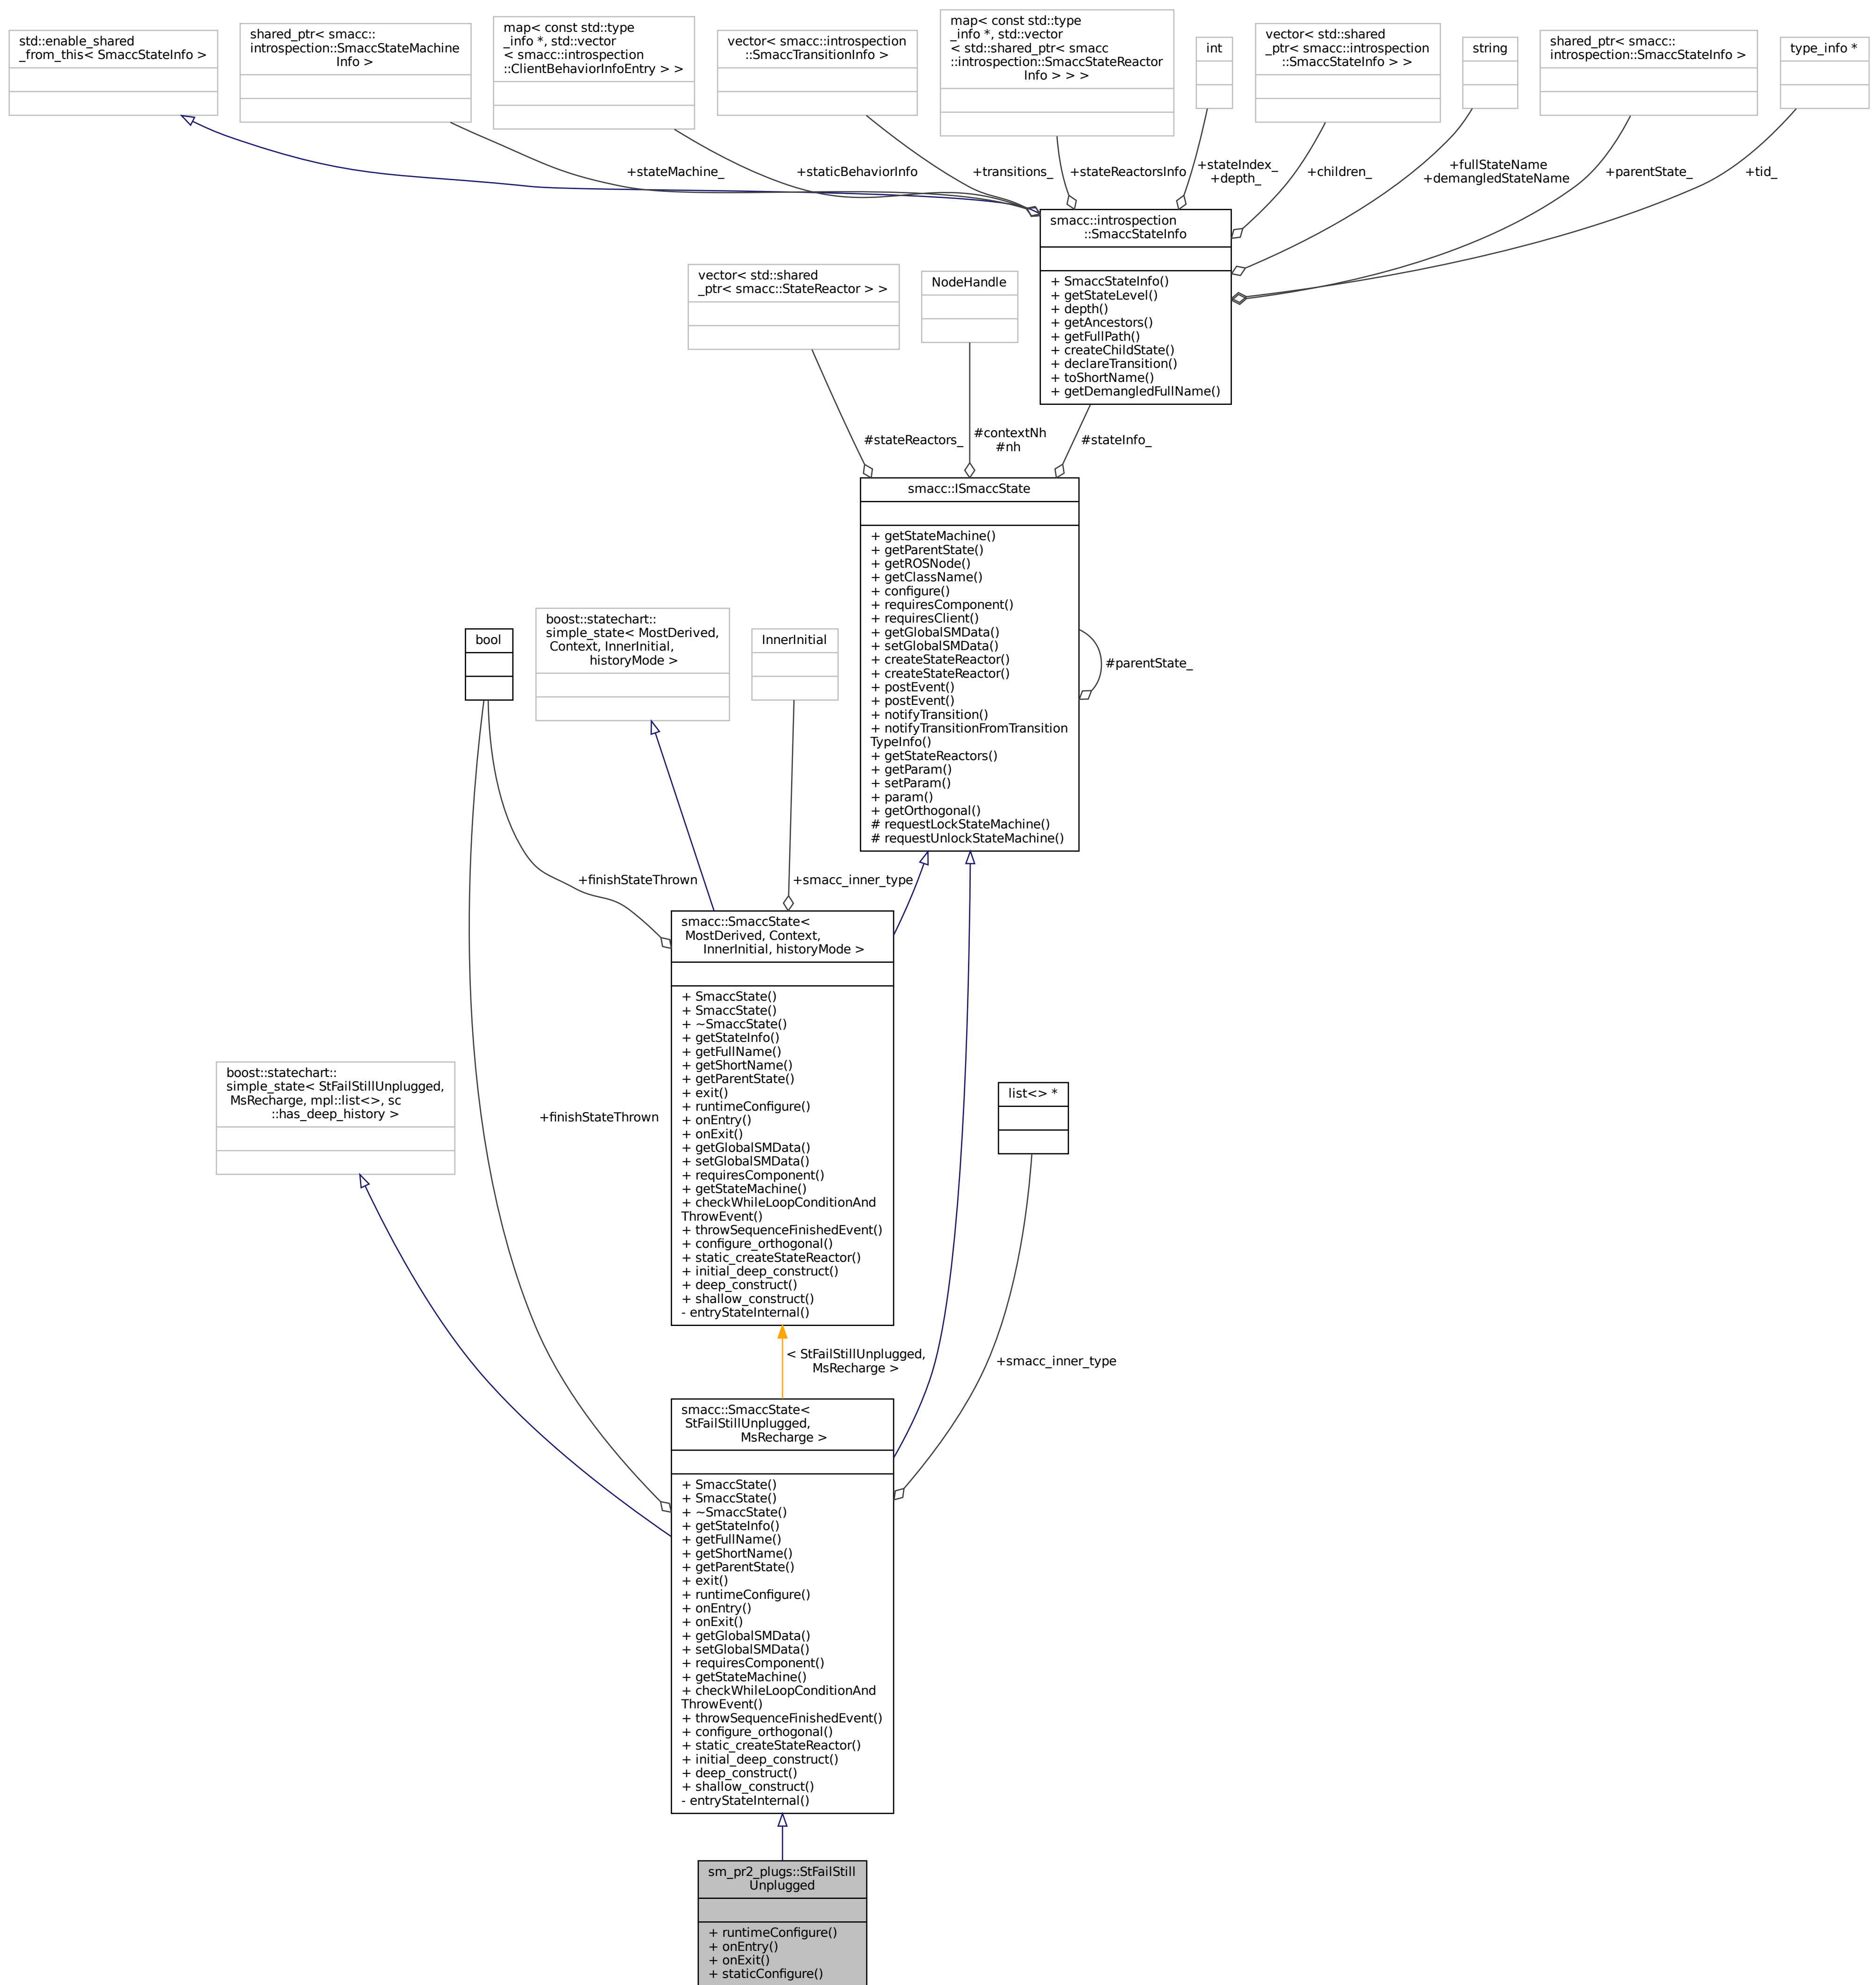 std::enable_shared
_from_this< SmaccStateInfo >
shared_ptr< smacc::
introspection::SmaccStateMachine
Info >
map< const std::type
_info *, std::vector
< smacc::introspection
::ClientBehaviorInfoEntry > >
vector< smacc::introspection
::SmaccTransitionInfo >
map< const std::type
_info *, std::vector
< std::shared_ptr< smacc
::introspection::SmaccStateReactor
Info > > >
int
vector< std::shared
_ptr< smacc::introspection
::SmaccStateInfo > >
string
shared_ptr< smacc::
introspection::SmaccStateInfo >
type_info *
+stateMachine_
+staticBehaviorInfo
+transitions_
+stateReactorsInfo
+stateIndex_
+depth_
+children_
+fullStateName
+demangledStateName
+parentState_
+tid_
smacc::introspection
::SmaccStateInfo
+ SmaccStateInfo()
+ getStateLevel()
+ depth()
+ getAncestors()
+ getFullPath()
+ createChildState()
+ declareTransition()
+ toShortName()
+ getDemangledFullName()
vector< std::shared
_ptr< smacc::StateReactor > >
NodeHandle
#stateReactors_
#contextNh
#nh
#stateInfo_
smacc::ISmaccState
+ getStateMachine()
+ getParentState()
+ getROSNode()
+ getClassName()
+ configure()
+ requiresComponent()
+ requiresClient()
+ getGlobalSMData()
+ setGlobalSMData()
+ createStateReactor()
+ createStateReactor()
+ postEvent()
+ postEvent()
+ notifyTransition()
+ notifyTransitionFromTransition
TypeInfo()
+ getStateReactors()
+ getParam()
+ setParam()
+ param()
+ getOrthogonal()
# requestLockStateMachine()
# requestUnlockStateMachine()
#parentState_
bool
boost::statechart::
simple_state< MostDerived,
Context, InnerInitial,
historyMode >
InnerInitial
+finishStateThrown
+smacc_inner_type
smacc::SmaccState<
MostDerived, Context,
InnerInitial, historyMode >
+ SmaccState()
+ SmaccState()
+ ~SmaccState()
+ getStateInfo()
+ getFullName()
+ getShortName()
+ getParentState()
+ exit()
+ runtimeConfigure()
+ onEntry()
+ onExit()
+ getGlobalSMData()
+ setGlobalSMData()
+ requiresComponent()
+ getStateMachine()
+ checkWhileLoopConditionAnd
ThrowEvent()
+ throwSequenceFinishedEvent()
+ configure_orthogonal()
+ static_createStateReactor()
+ initial_deep_construct()
+ deep_construct()
+ shallow_construct()
- entryStateInternal()
boost::statechart::
simple_state< StFailStillUnplugged,
MsRecharge, mpl::list<>, sc
::has_deep_history >
+finishStateThrown
list<> *
< StFailStillUnplugged,
MsRecharge >
+smacc_inner_type
smacc::SmaccState<
StFailStillUnplugged,
MsRecharge >
+ SmaccState()
+ SmaccState()
+ ~SmaccState()
+ getStateInfo()
+ getFullName()
+ getShortName()
+ getParentState()
+ exit()
+ runtimeConfigure()
+ onEntry()
+ onExit()
+ getGlobalSMData()
+ setGlobalSMData()
+ requiresComponent()
+ getStateMachine()
+ checkWhileLoopConditionAnd
ThrowEvent()
+ throwSequenceFinishedEvent()
+ configure_orthogonal()
+ static_createStateReactor()
+ initial_deep_construct()
+ deep_construct()
+ shallow_construct()
- entryStateInternal()
sm_pr2_plugs::StFailStill
Unplugged
+ runtimeConfigure()
+ onEntry()
+ onExit()
+ staticConfigure()